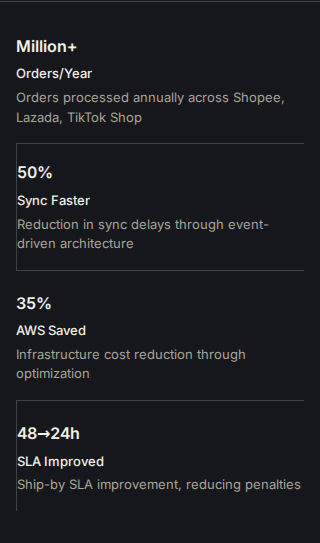 Million+
Orders/Year
Orders processed annually across Shopee,
Lazada, TikTok Shop
50%
Sync Faster
Reduction in sync delays through event-
driven architecture
35%
AWS Saved
Infrastructure cost reduction through
optimization
48→24h
SLA Improved
Ship-by SLA improvement, reducing penalties